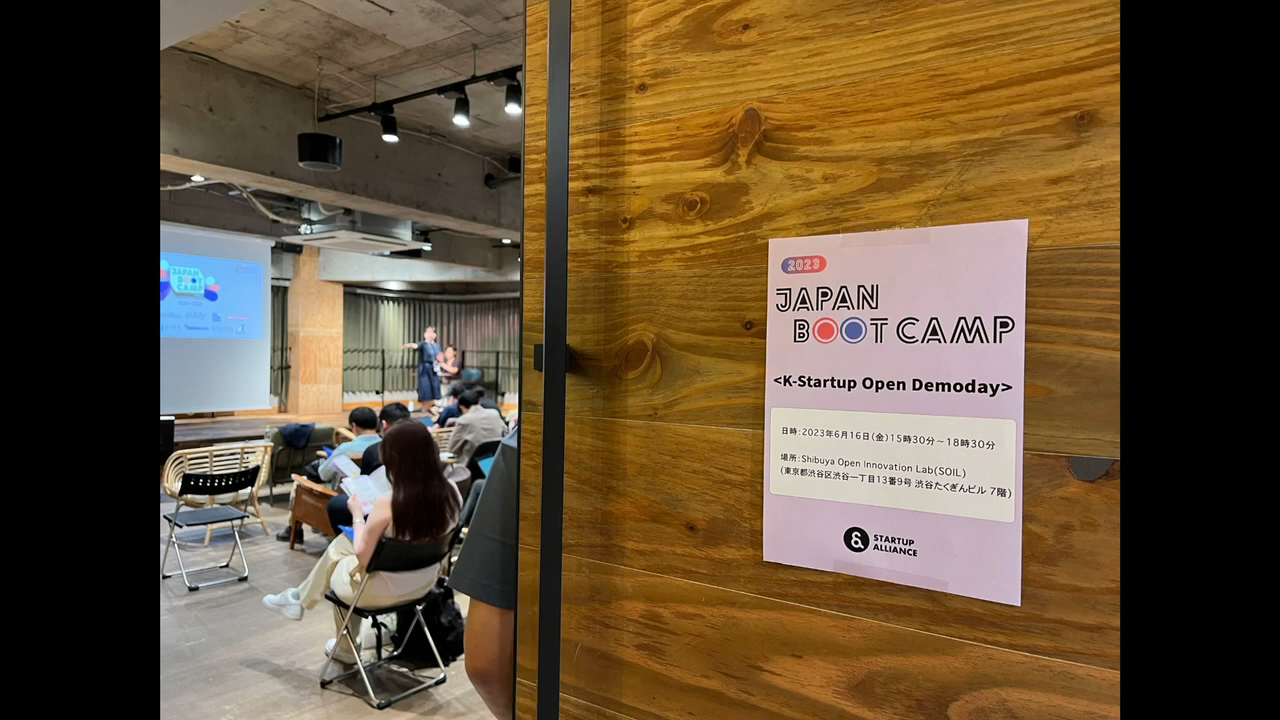 JAPAN
BOOT
CAMP
2023
JAPAN
BOOT CAMP
<K-Startup Open Demoday>
日時:2023年6月16日(金)15時30分~18時30分
場所:Shibuya Open Innovation Lab(SOIL)
(東京都渋谷区渋谷一丁目13番9号 渋谷たくぎんビル 7階)
STARTUP
ALLIANCE